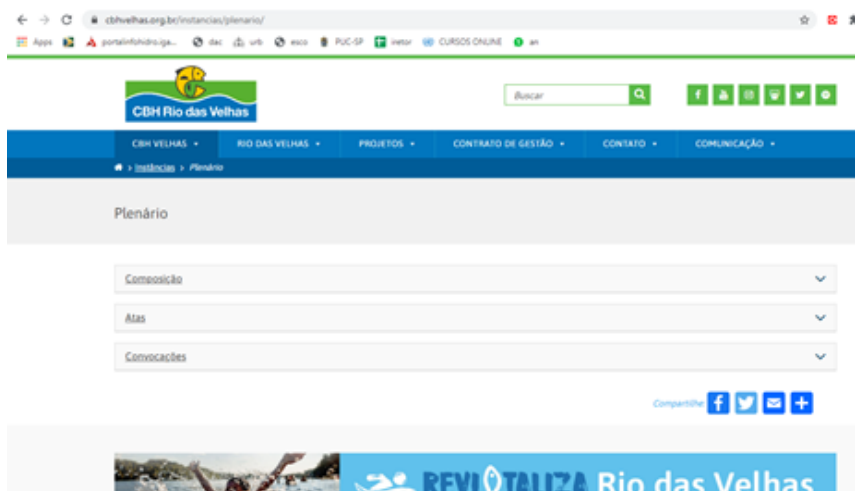 cbhvelhas.org.br/instancias/plenario/
Apps portalinfohidro.iga... dac urb esco PUC-SP CURSOS ONLINE an
CBH Rio das Velhas
Buscar
CBH VELHAS RIO DAS VELHAS PROJETOS CONTRATO DE GESTÃO CONTATO COMUNICAÇÃO
> Instâncias > Plenário
Plenário
Composição
Atas
Convocações
Compartilhe
REVITALIZA Rio das Velhas